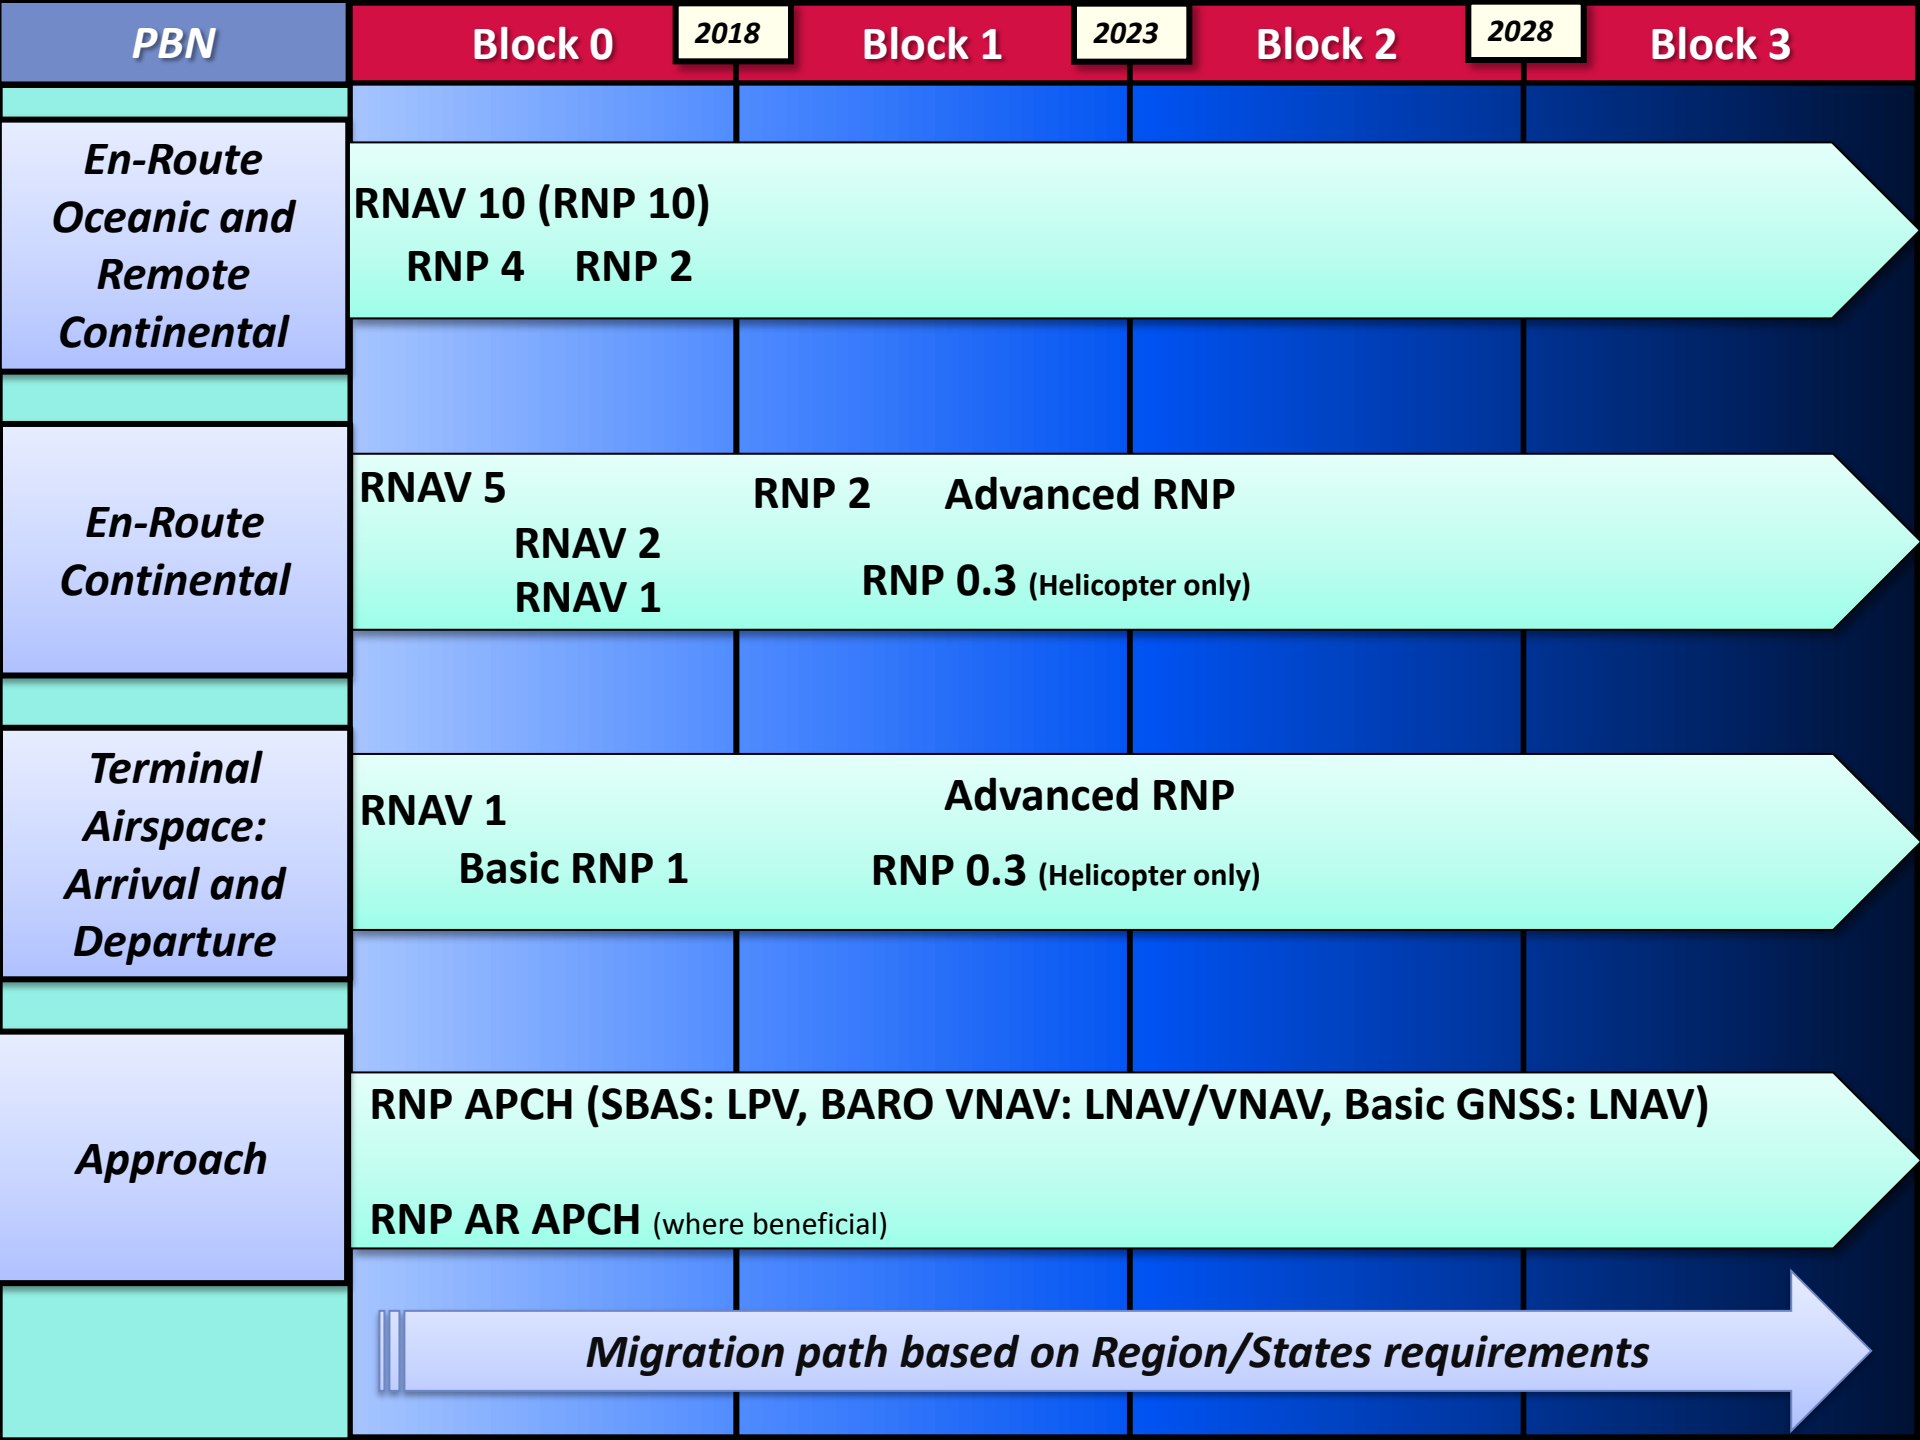 PBN
Block 0
2018
Block 1
2023
Block 2
2028
Block 3
En-Route
Oceanic and
Remote
Continental
RNAV 10 (RNP 10)
RNP 4 RNP 2
En-Route
Continental
RNAV 5
RNAV 2
RNAV 1
RNP 2 Advanced RNP
RNP 0.3 (Helicopter only)
Terminal
Airspace:
Arrival and
Departure
RNAV 1
Basic RNP 1
Advanced RNP
RNP 0.3 (Helicopter only)
Approach
RNP APCH (SBAS: LPV, BARO VNAV: LNAV/VNAV, Basic GNSS: LNAV)
RNP AR APCH (where beneficial)
Migration path based on Region/States requirements